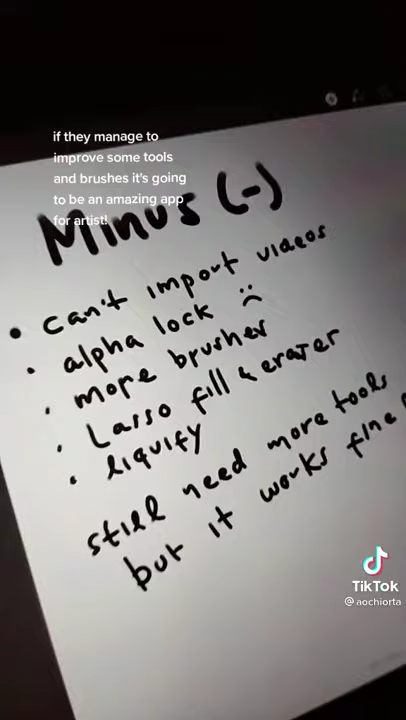 if they manage to
improve some tools
and brushes it's going
to be an amazing app
for artist!
Minus (-)
• can't import videos
• alpha lock :(
• more brushes
• Lasso fill & erazer
• liquify
still need more tools
but it works fine
TikTok
@aochiorta